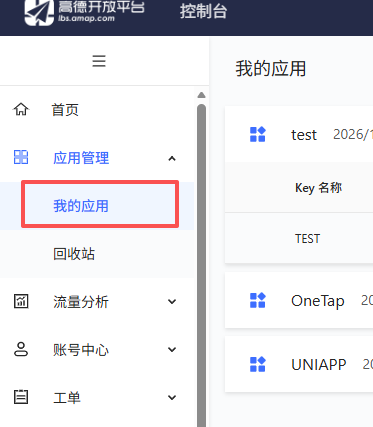 高德开放平台
lbs.amap.com
控制台
首页
应用管理
我的应用
回收站
流量分析
账号中心
工单
我的应用
test 2026/1
Key 名称
TEST
OneTap 20
UNIAPP 20